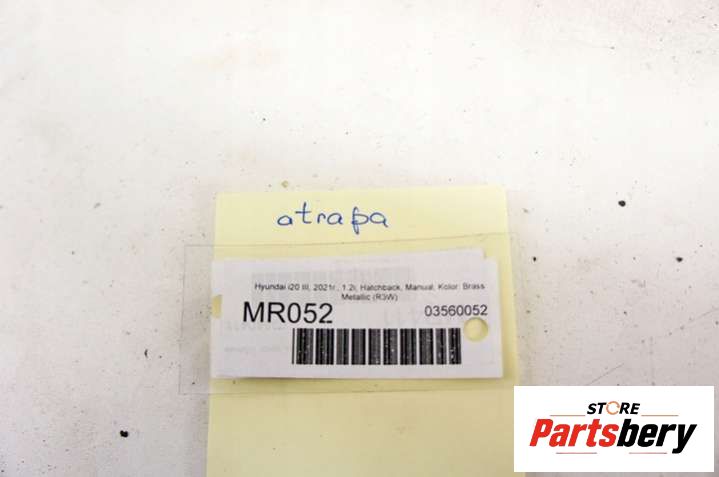 atrapa
Hyundai i20 III, 2021r., 1.2i, Hatchback, Manual, Kolor: Brass
Metallic (R3W)
MR052
03560052
STORE
Partsbery